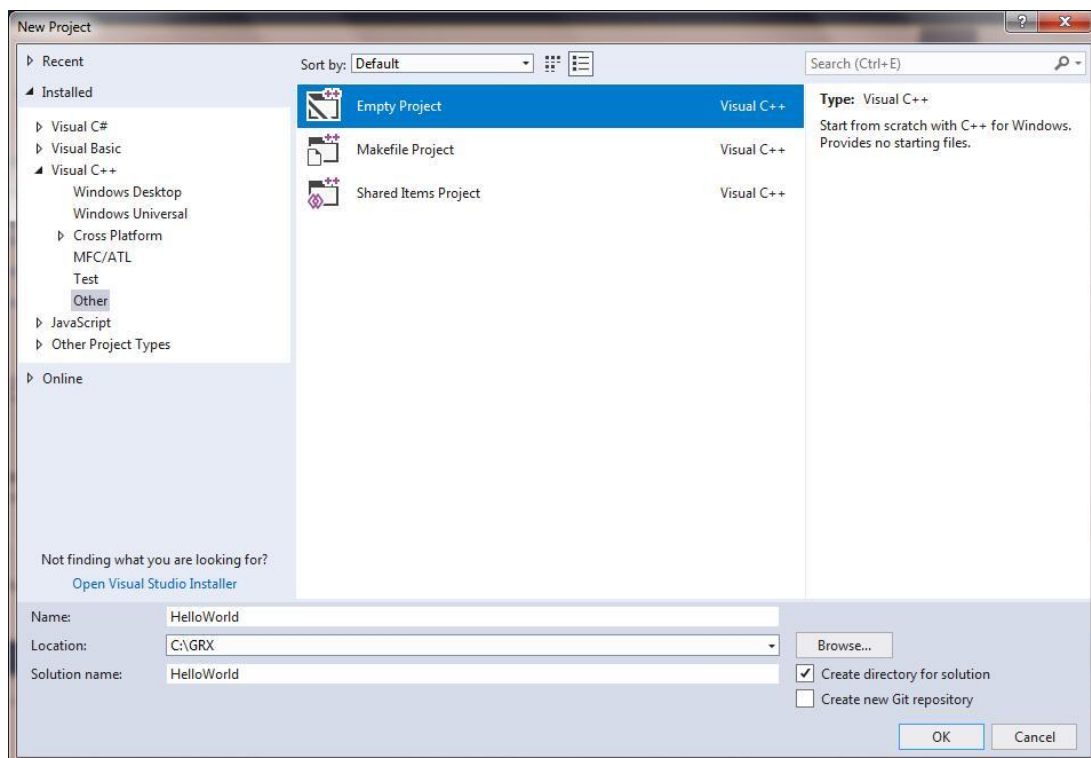 New Project
Recent
Installed
Visual C#
Visual Basic
Visual C++
Windows Desktop
Windows Universal
Cross Platform
MFC/ATL
Test
Other
JavaScript
Other Project Types
Online
Not finding what you are looking for?
Open Visual Studio Installer
Sort by: Default
Empty Project Visual C++
Makefile Project Visual C++
Shared Items Project Visual C++
Search (Ctrl+E)
Type: Visual C++
Start from scratch with C++ for Windows.
Provides no starting files.
Name: HelloWorld
Location: C:\GRX Browse...
Solution name: HelloWorld Create directory for solution
Create new Git repository
OK Cancel